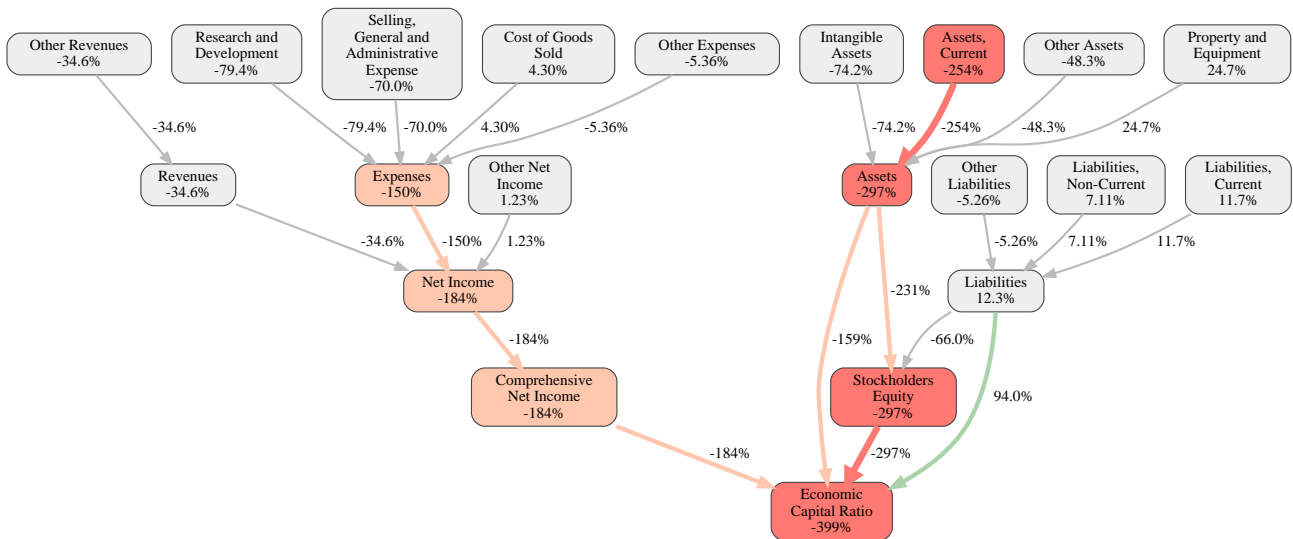 Other Revenues
-34.6%
Research and
Development
-79.4%
Selling,
General and
Administrative
Expense
-70.0%
Cost of Goods
Sold
4.30%
Other Expenses
-5.36%
Intangible
Assets
-74.2%
Assets,
Current
-254%
Other Assets
-48.3%
Property and
Equipment
24.7%
-34.6%
-79.4%
-70.0%
4.30%
-5.36%
-74.2%
-254%
-48.3%
24.7%
Revenues
-34.6%
Expenses
-150%
Other Net
Income
1.23%
Assets
-297%
Other
Liabilities
-5.26%
Liabilities,
Non-Current
7.11%
Liabilities,
Current
11.7%
-34.6%
-150%
1.23%
-5.26%
7.11%
11.7%
Net Income
-184%
Liabilities
12.3%
-231%
-184%
-159%
-66.0%
Comprehensive
Net Income
-184%
Stockholders
Equity
-297%
94.0%
-184%
-297%
Economic
Capital Ratio
-399%